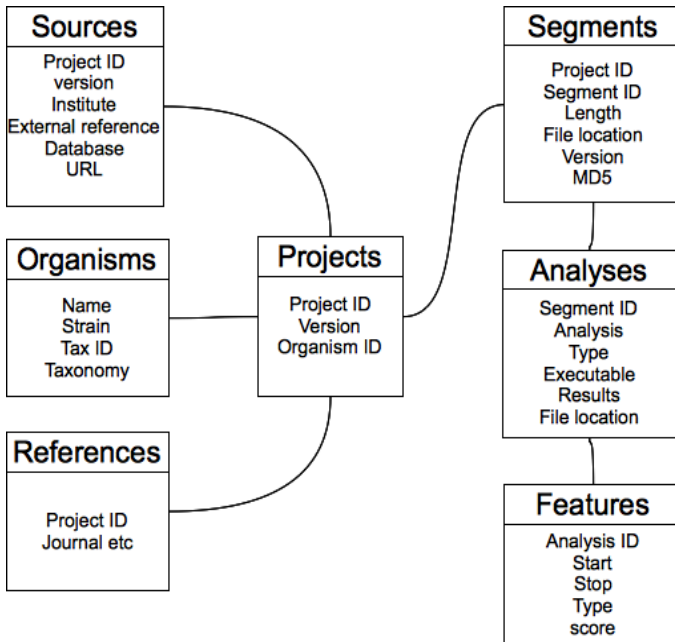 Sources
Project ID
version
Institute
External reference
Database
URL
Organisms
Name
Strain
Tax ID
Taxonomy
References
Project ID
Journal etc
Projects
Project ID
Version
Organism ID
Segments
Project ID
Segment ID
Length
File location
Version
MD5
Analyses
Segment ID
Analysis
Type
Executable
Results
File location
Features
Analysis ID
Start
Stop
Type
score